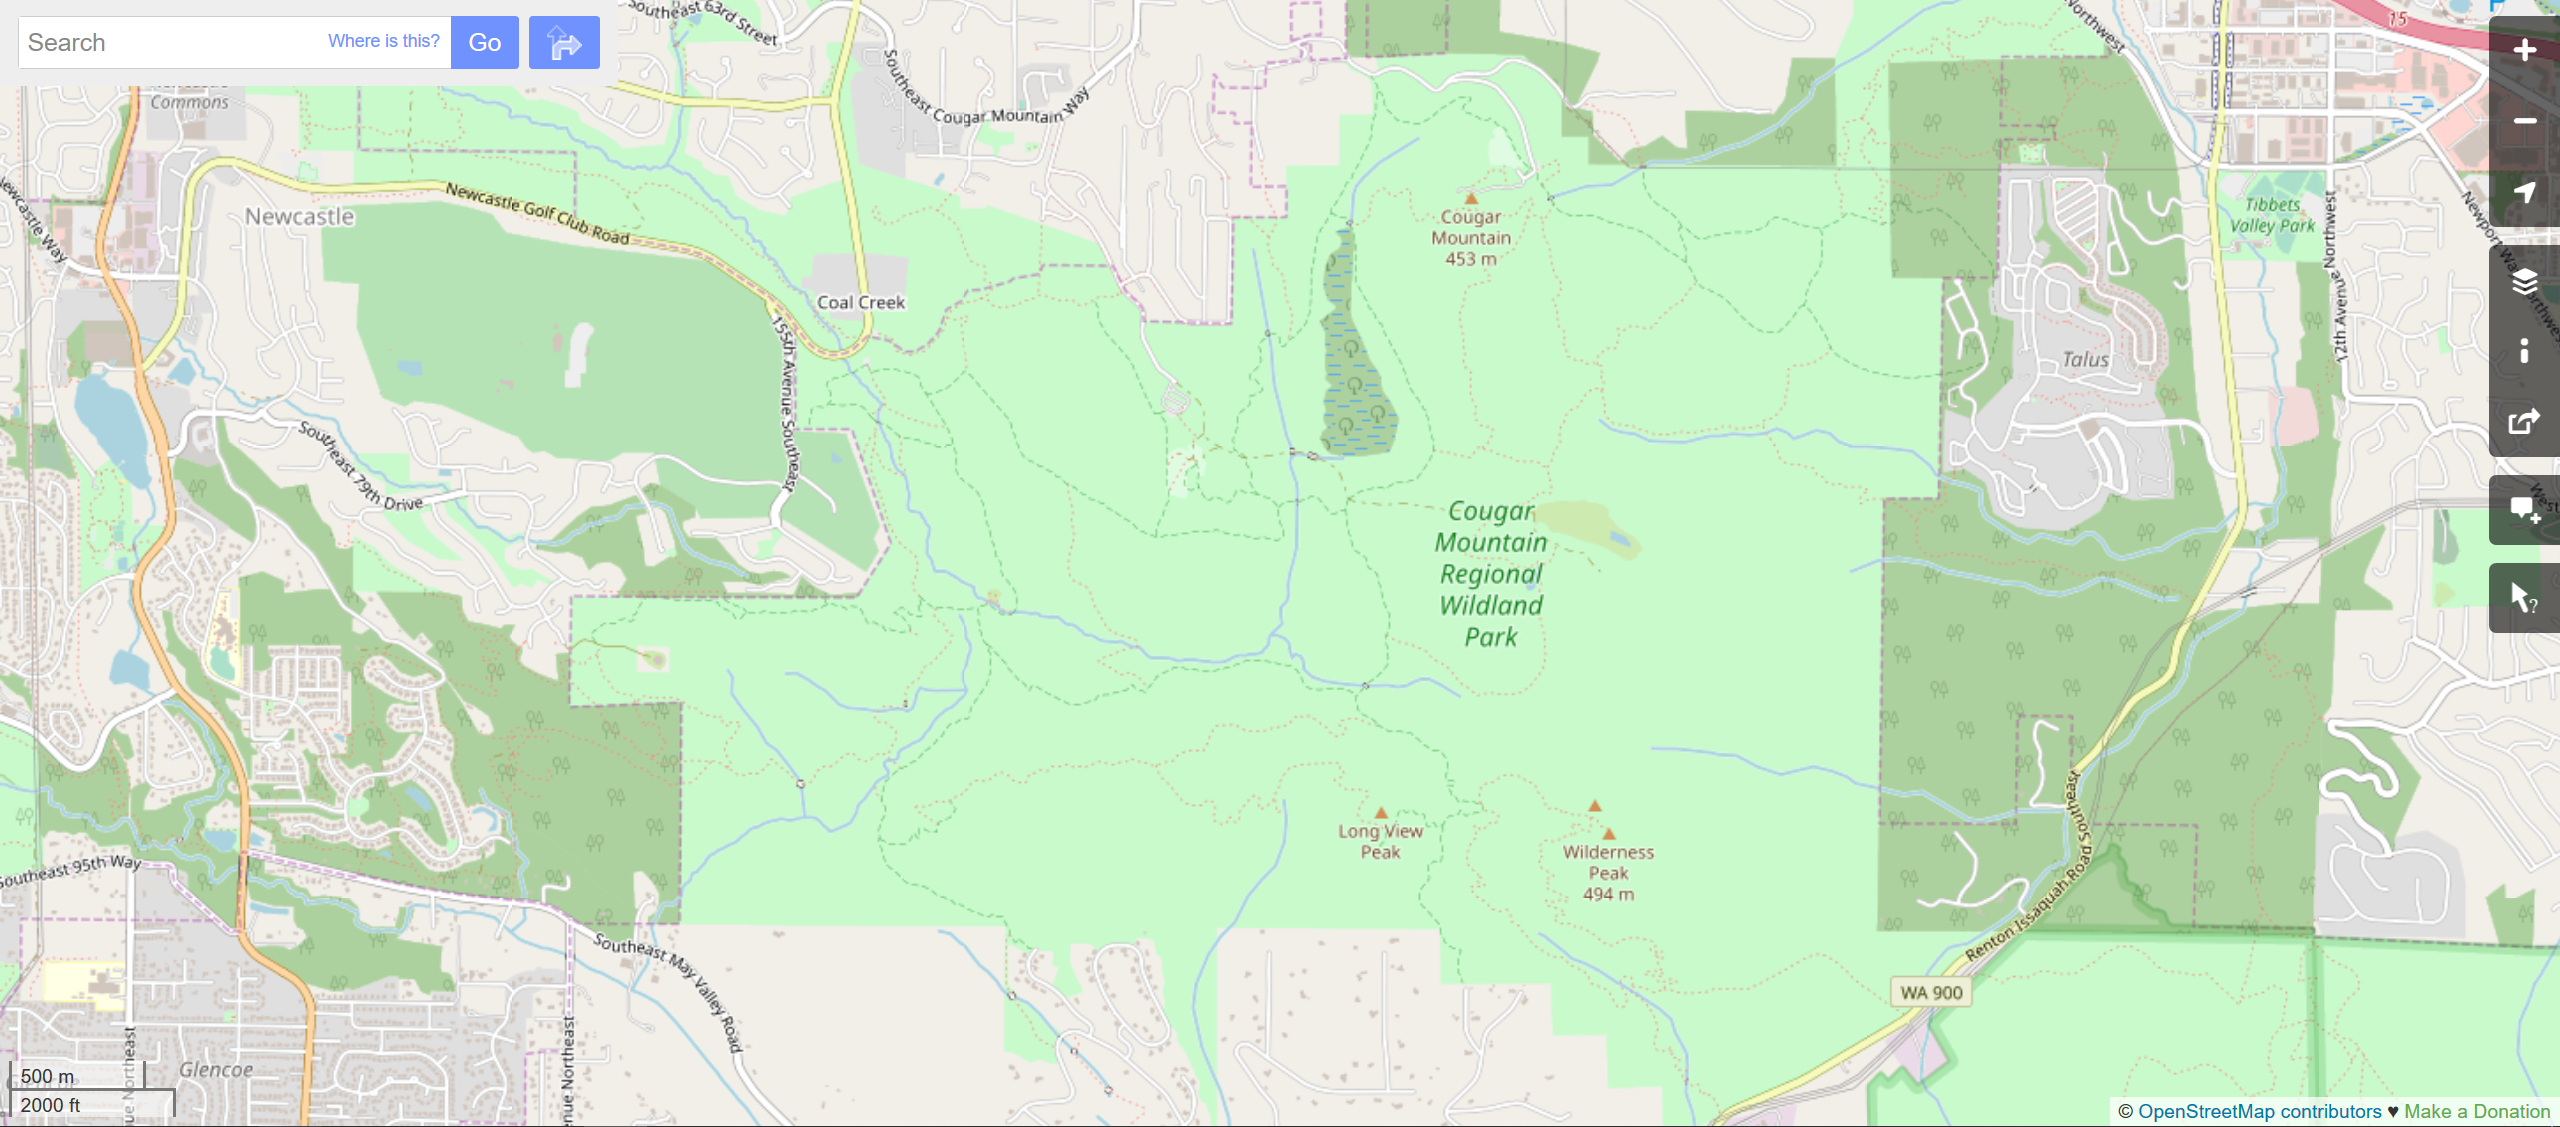 Search
Where is this?
Go
Southeast 63rd Street
Northwest
15
Commons
Southeast Cougar Mountain Way
Newcastle Way
Newcastle Golf Club Road
Newcastle
Cougar
Mountain
453 m
Tibbets
Valley Park
12th Avenue Northwest
Coal Creek
155th Avenue Southeast
Talus
Southeast 79th Drive
Cougar
Mountain
Regional
Wildland
Park
Long View
Peak
Wilderness
Peak
494 m
Southeast 95th Way
Renton Issaquah Road Southeast
Southeast May Valley Road
WA 900
Glencoe
500 m
2000 ft
© OpenStreetMap contributors ♥ Make a Donation